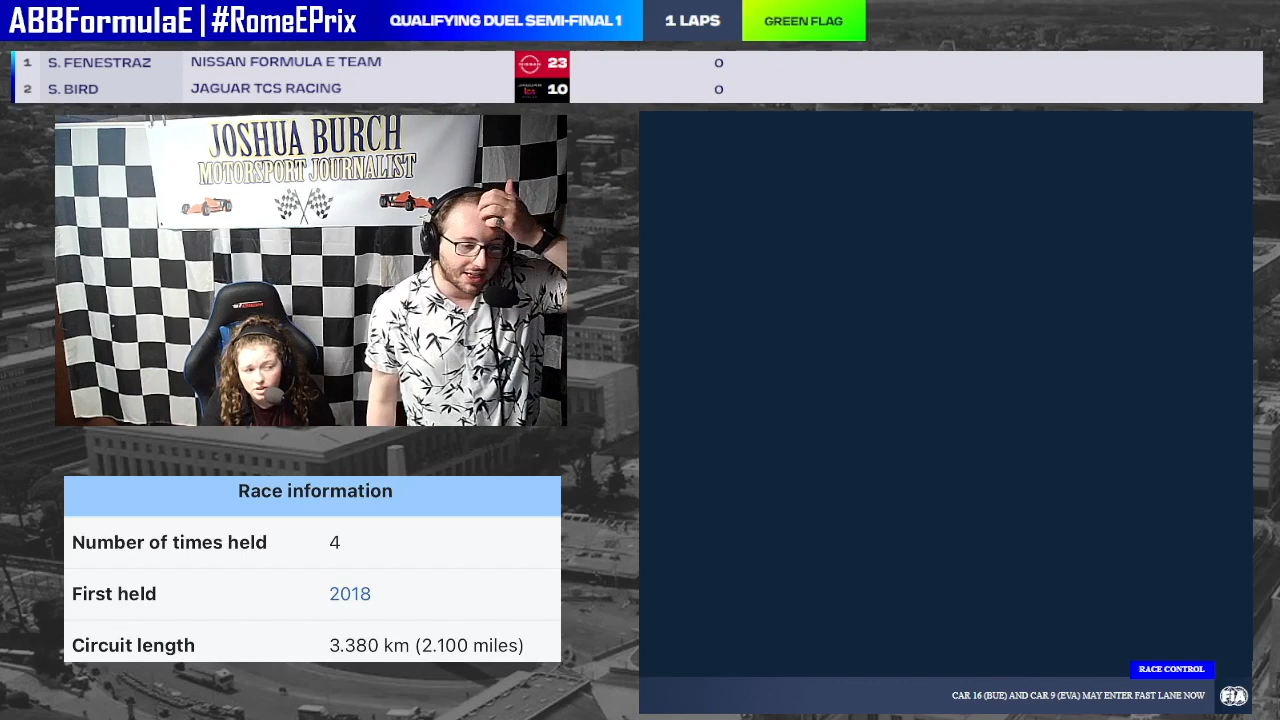 ABBFormulaE | #RomeEPrix
QUALIFYING DUEL SEMI-FINAL 1
1 LAPS
GREEN FLAG
1 S. FENESTRAZ NISSAN FORMULA E TEAM NISSAN 23 0
2 S. BIRD JAGUAR TCS RACING 10 0
JOSHUA BURCH
MOTORSPORT JOURNALIST
Race information
Number of times held 4
First held 2018
Circuit length 3.380 km (2.100 miles)
RACE CONTROL
CAR 16 (BUE) AND CAR 9 (EVA) MAY ENTER FAST LANE NOW
FIA